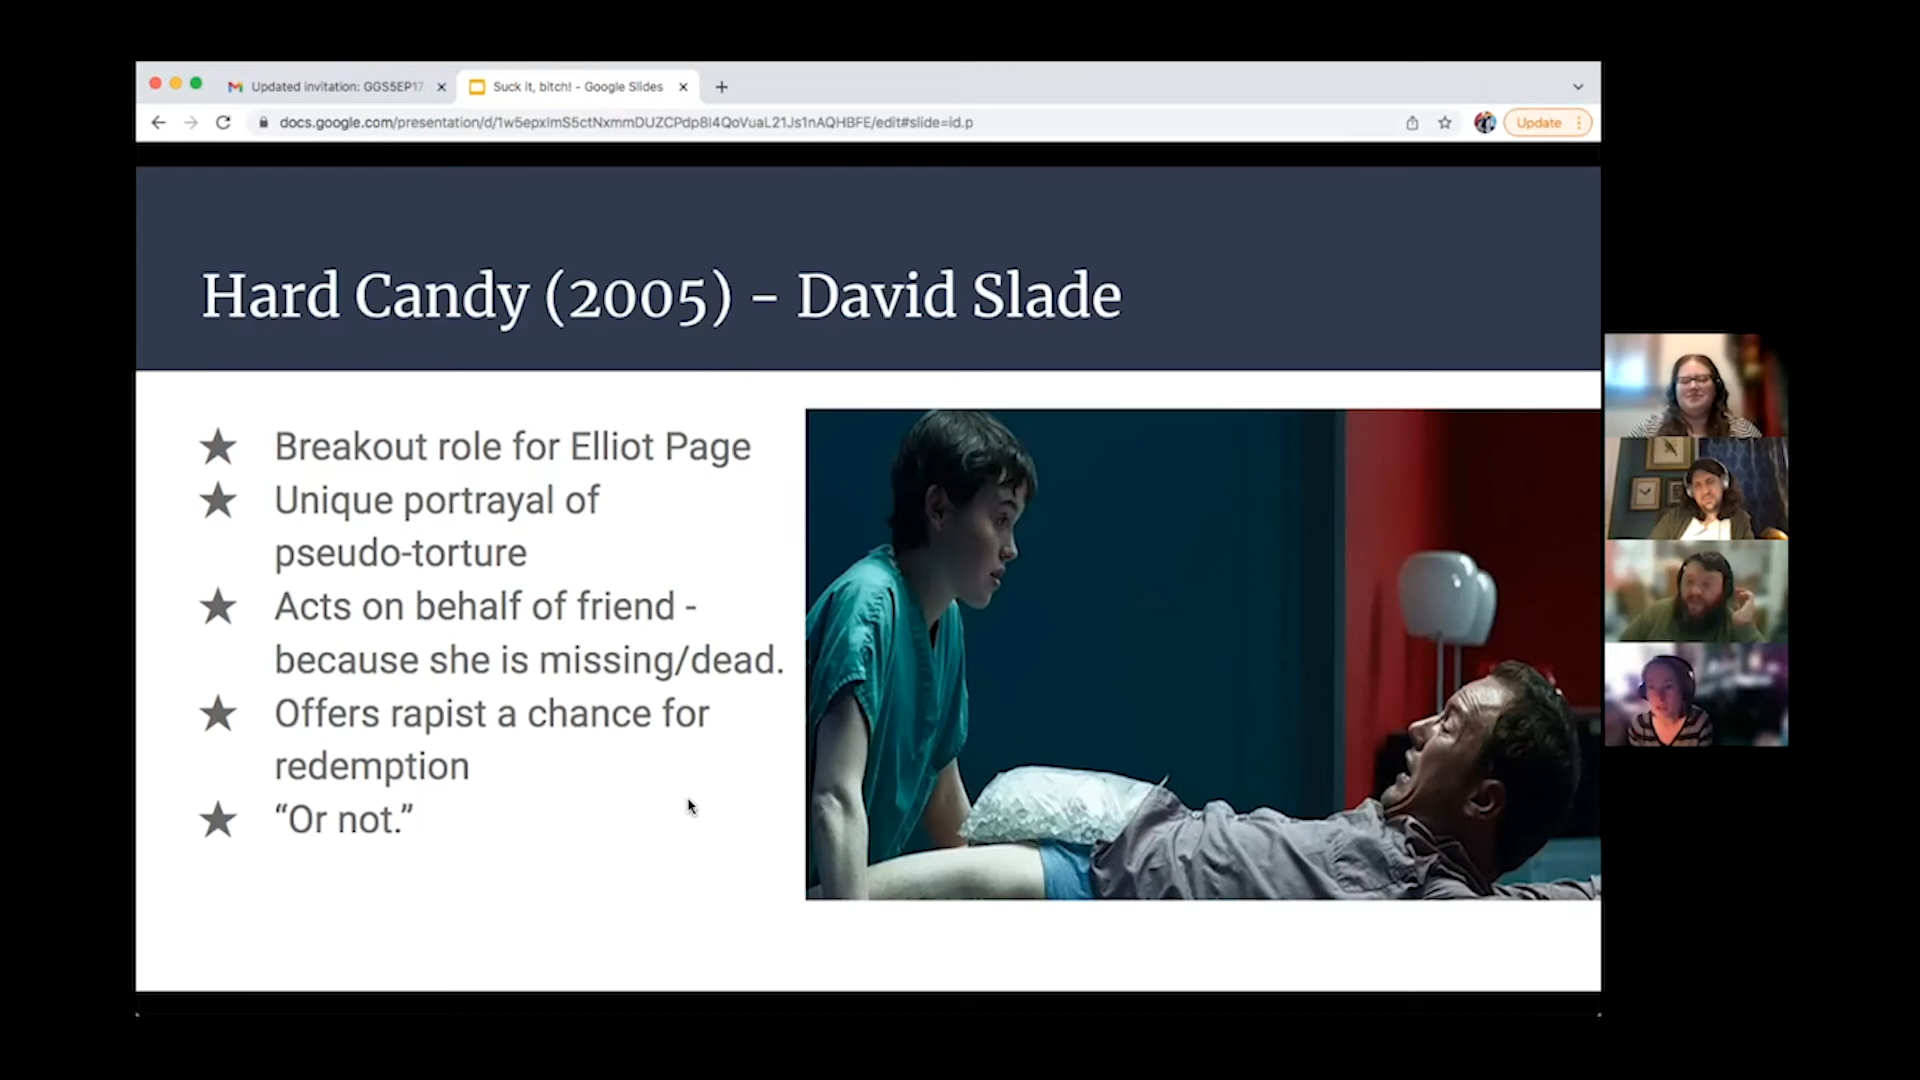 Updated invitation: GGS5EP17
Suck it, bitch! - Google Slides
docs.google.com/presentation/d/1w5epxlmS5ctNxmmDUZCPdp8l4QoVuaL21Js1nAQHBFE/edit#slide=id.p
Update
Hard Candy (2005) - David Slade
★ Breakout role for Elliot Page
★ Unique portrayal of
pseudo-torture
★ Acts on behalf of friend -
because she is missing/dead.
★ Offers rapist a chance for
redemption
★ “Or not.”